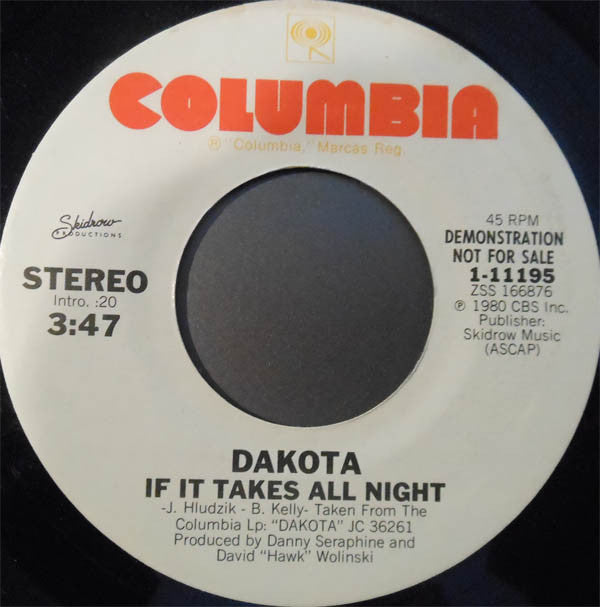 COLUMBIA
® "Columbia," Marcas Reg.
Skidrow
PRODUCTIONS
STEREO
Intro. :20
3:47
45 RPM
DEMONSTRATION
NOT FOR SALE
1-11195
ZSS 166876
℗ 1980 CBS Inc.
Publisher:
Skidrow Music
(ASCAP)
DAKOTA
IF IT TAKES ALL NIGHT
-J. Hludzik - B. Kelly- Taken From The
Columbia Lp: "DAKOTA" JC 36261
Produced by Danny Seraphine and
David "Hawk" Wolinski